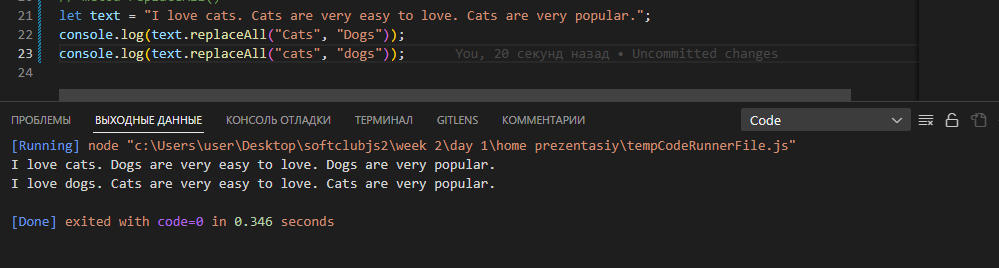 21 let text = "I love cats. Cats are very easy to love. Cats are very popular.";
22 console.log(text.replaceAll("Cats", "Dogs"));
23 console.log(text.replaceAll("cats", "dogs")); You, 20 секунд назад • Uncommitted changes
24
ПРОБЛЕМЫ ВЫХОДНЫЕ ДАННЫЕ КОНСОЛЬ ОТЛАДКИ ТЕРМИНАЛ GITLENS КОММЕНТАРИИ Code
[Running] node "c:\Users\user\Desktop\softclubjs2\week 2\day 1\home prezentasiy\tempCodeRunnerFile.js"
I love cats. Dogs are very easy to love. Dogs are very popular.
I love dogs. Cats are very easy to love. Cats are very popular.
[Done] exited with code=0 in 0.346 seconds